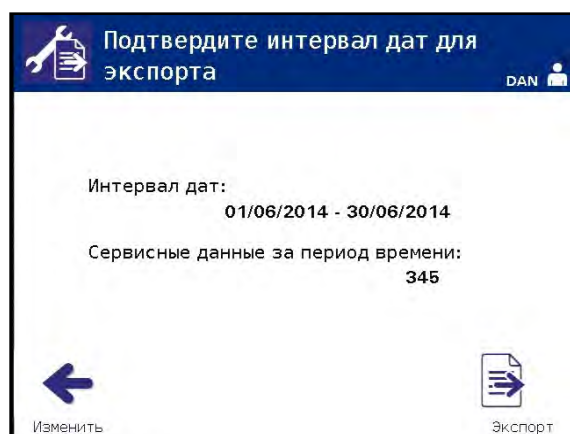 Подтвердите интервал дат для
экспорта
DAN
Интервал дат:
01/06/2014 - 30/06/2014
Сервисные данные за период времени:
345
Изменить
Экспорт